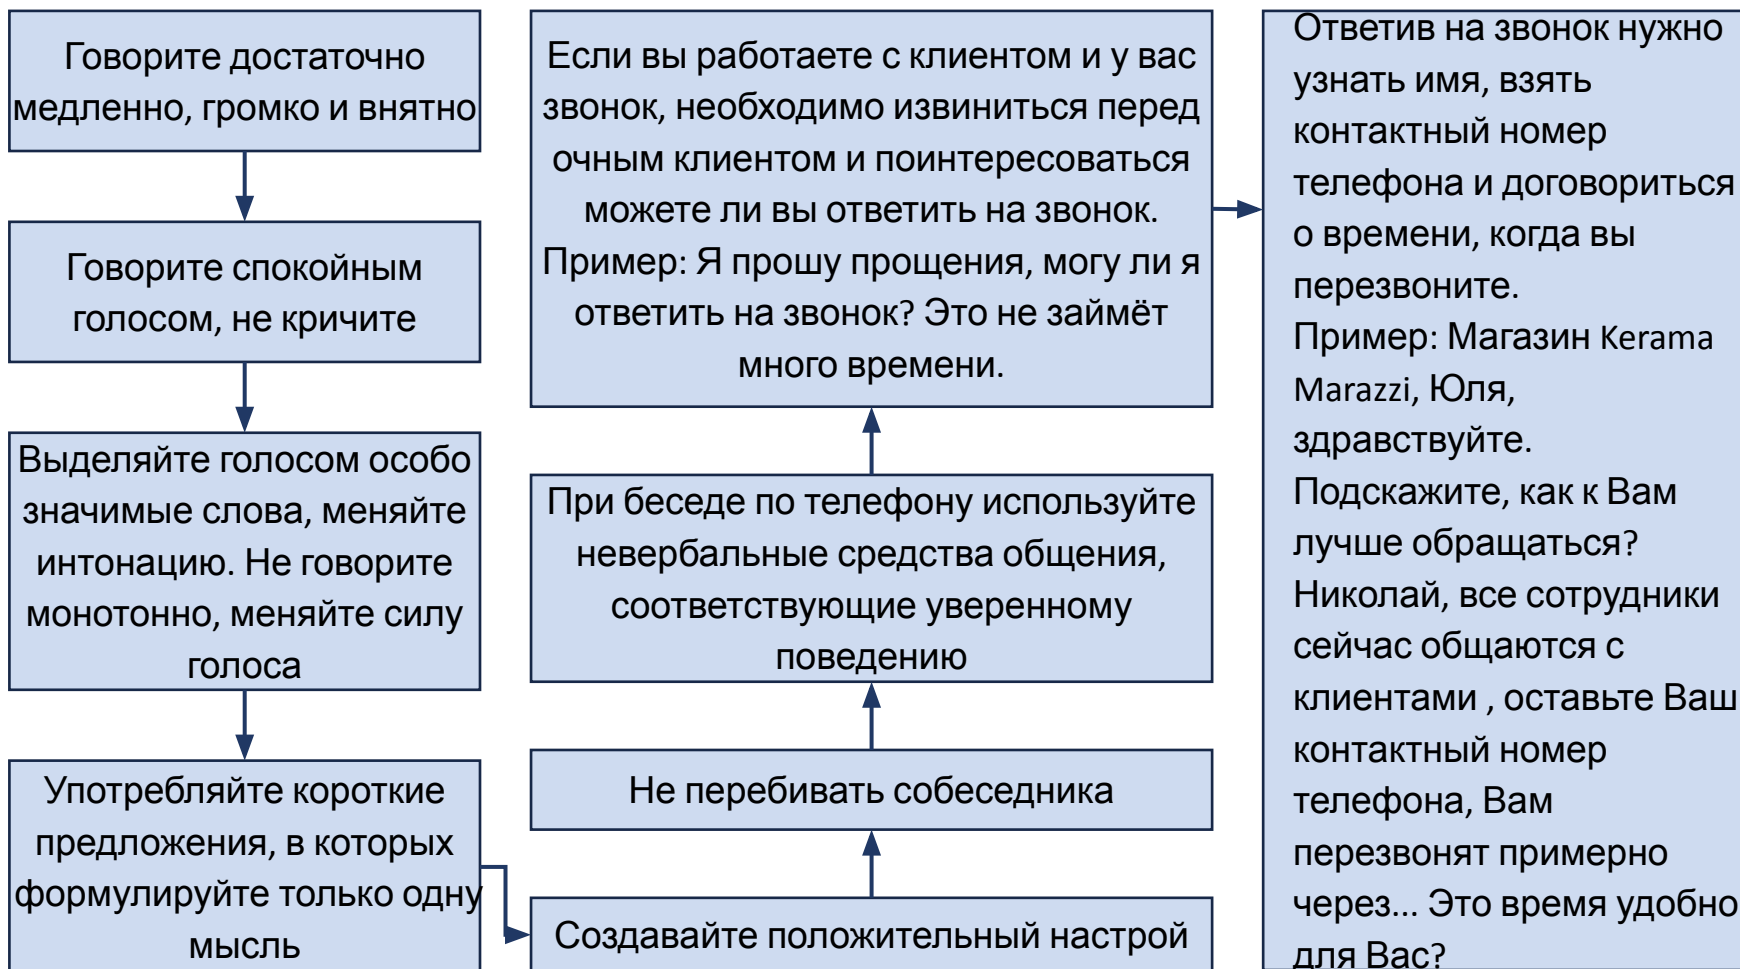 Говорите достаточно
медленно, громко и внятно
Говорите спокойным
голосом, не кричите
Выделяйте голосом особо
значимые слова, меняйте
интонацию. Не говорите
монотонно, меняйте силу
голоса
Употребляйте короткие
предложения, в которых
формулируйте только одну
мысль
Создавайте положительный настрой
Не перебивать собеседника
При беседе по телефону используйте
невербальные средства общения,
соответствующие уверенному
поведению
Если вы работаете с клиентом и у вас
звонок, необходимо извиниться перед
очным клиентом и поинтересоваться
можете ли вы ответить на звонок.
Пример: Я прошу прощения, могу ли я
ответить на звонок? Это не займёт
много времени.
Ответив на звонок нужно
узнать имя, взять
контактный номер
телефона и договориться
о времени, когда вы
перезвоните.
Пример: Магазин Kerama
Marazzi, Юля,
здравствуйте.
Подскажите, как к Вам
лучше обращаться?
Николай, все сотрудники
сейчас общаются с
клиентами , оставьте Ваш
контактный номер
телефона, Вам
перезвонят примерно
через... Это время удобно
для Вас?